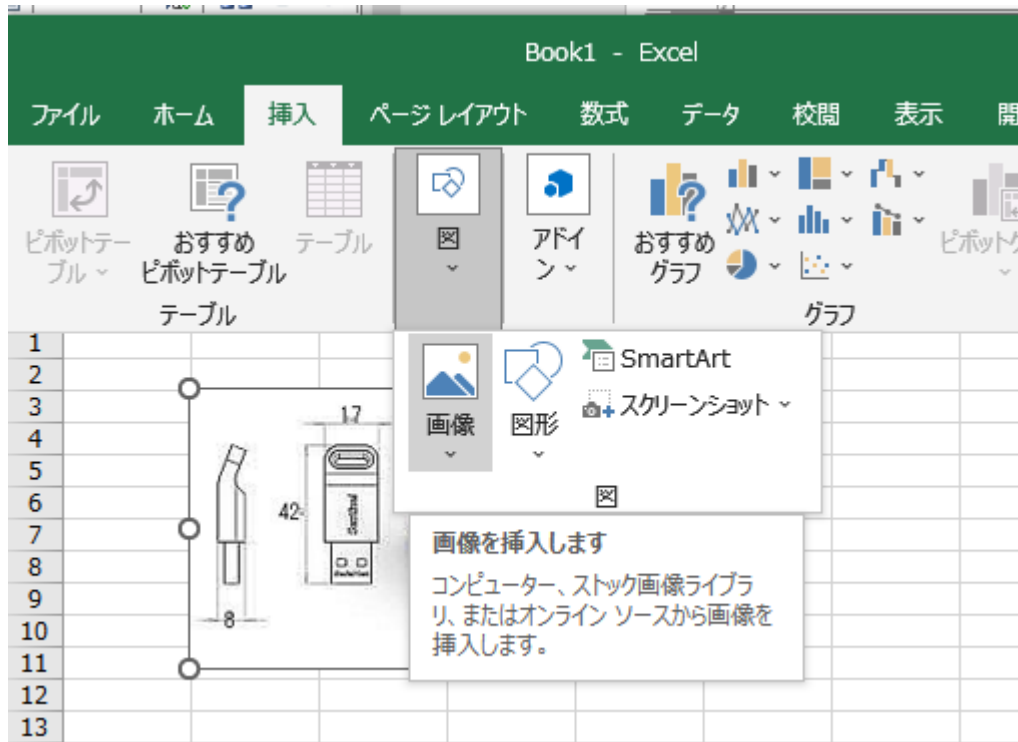 Book1 - Excel
ファイル ホーム 挿入 ページ レイアウト 数式 データ 校閲 表示 開
ピボットテー
ブル
おすすめ
ピボットテーブル
テーブル
テーブル
図
アドイ
ン
おすすめ
グラフ
グラフ
ピボットグ
画像
図形
SmartArt
スクリーンショット
図
画像を挿入します
コンピューター、ストック画像ライブラ
リ、またはオンライン ソースから画像を
挿入します。
1
2
3
4
5
6
7
8
9
10
11
12
13
17
42
8